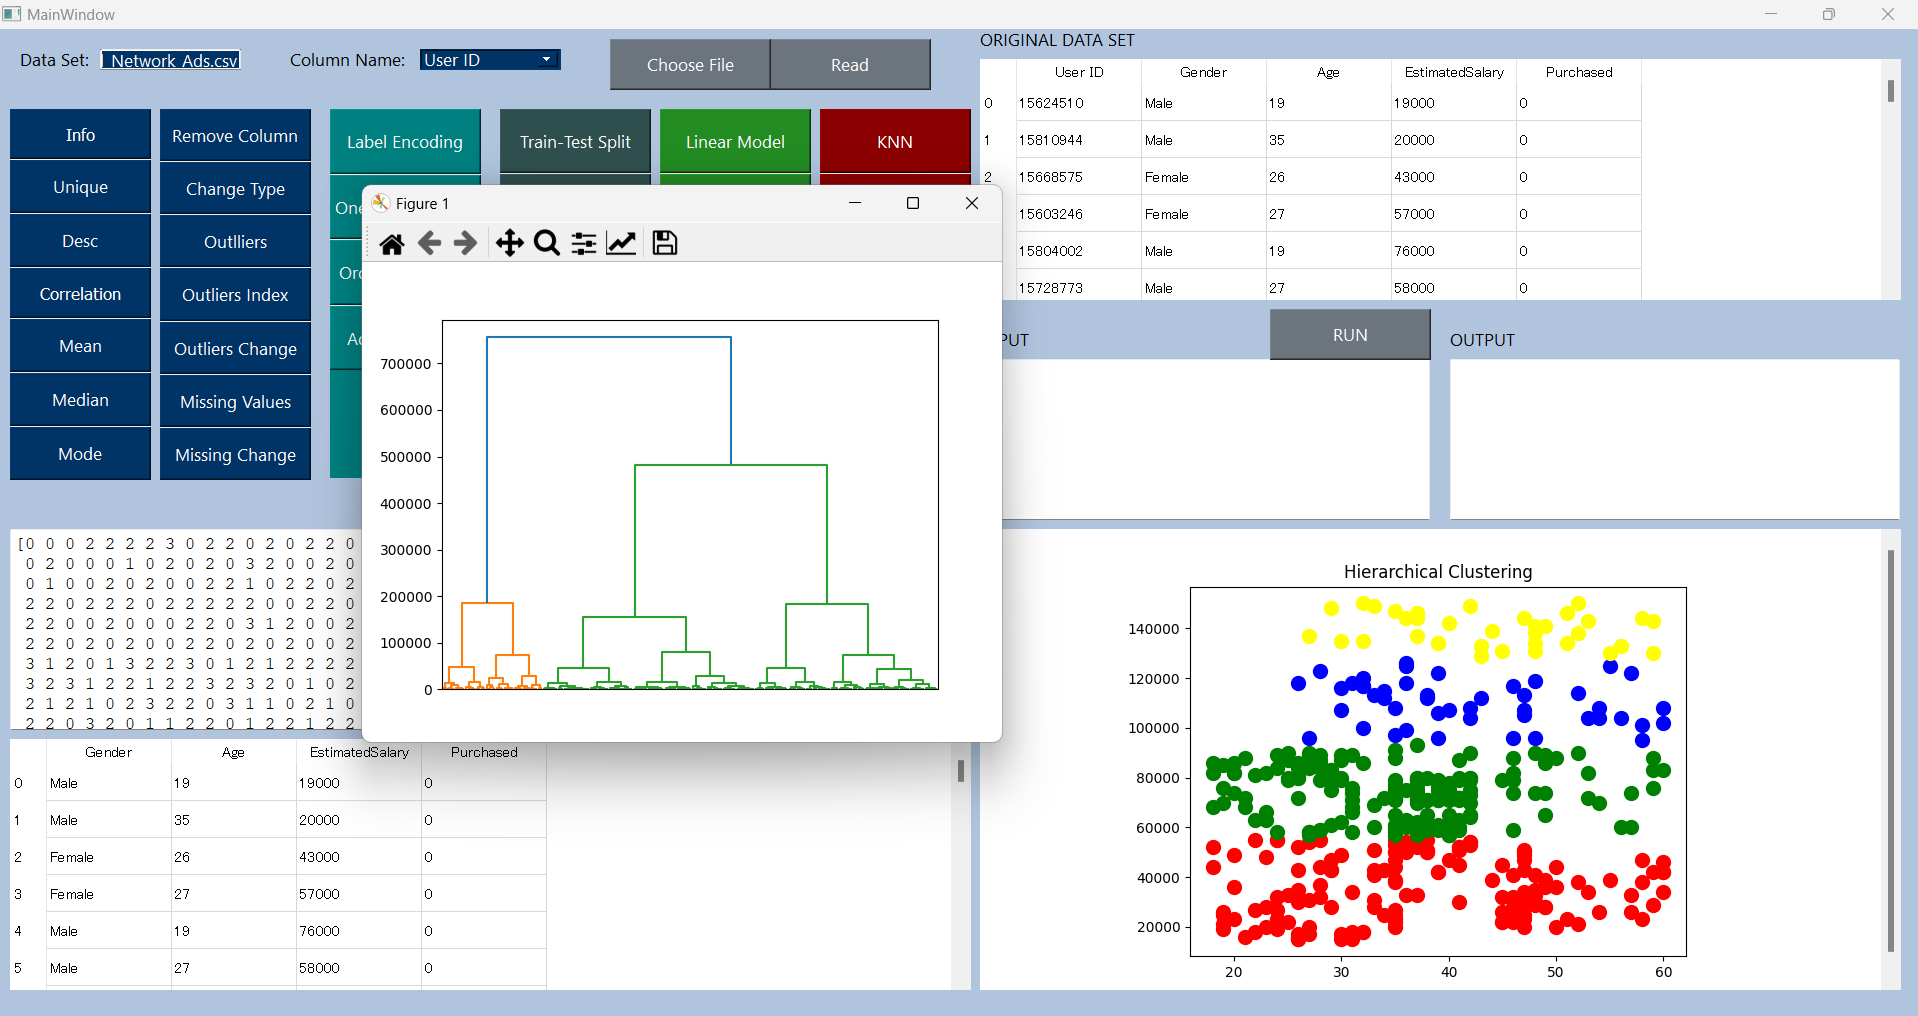 MainWindow
Data Set:
Network Ads.csv
Column Name:
User ID
Choose File
Read
Info
Unique
Desc
Correlation
Mean
Median
Mode
Remove Column
Change Type
Outlliers
Outliers Index
Outliers Change
Missing Values
Missing Change
Label Encoding
One
Orc
Train-Test Split
Linear Model
KNN
ORIGINAL DATA SET
User ID Gender Age EstimatedSalary Purchased
0 15624510 Male 19 19000 0
1 15810944 Male 35 20000 0
2 15668575 Female 26 43000 0
15603246 Female 27 57000 0
15804002 Male 19 76000 0
15728773 Male 27 58000 0
Figure 1
700000
600000
500000
400000
300000
200000
100000
0
PUT
RUN
OUTPUT
[0 0 0 2 2 2 2 3 0 2 2 0 2 0 2 2 0
0 2 0 0 0 1 0 2 0 2 0 3 2 0 0 2 0
0 1 0 0 2 0 2 0 0 2 2 1 0 2 2 0 2
2 2 0 2 2 2 0 2 2 2 2 2 0 0 2 2 0
2 2 0 0 2 0 0 0 2 2 0 3 1 2 0 0 2
2 2 0 2 0 2 0 0 2 2 0 2 0 2 0 2 0
3 1 2 0 1 3 2 2 3 0 1 2 1 2 2 2 2
3 2 3 1 2 2 1 2 2 3 2 3 2 0 1 0 2
2 1 2 1 0 2 3 2 2 0 3 1 1 0 2 1 0
2 2 0 3 2 0 1 1 2 2 0 1 2 2 1 2 2
Gender Age EstimatedSalary Purchased
0 Male 19 19000 0
1 Male 35 20000 0
2 Female 26 43000 0
3 Female 27 57000 0
4 Male 19 76000 0
5 Male 27 58000 0
Hierarchical Clustering
140000
120000
100000
80000
60000
40000
20000
20 30 40 50 60